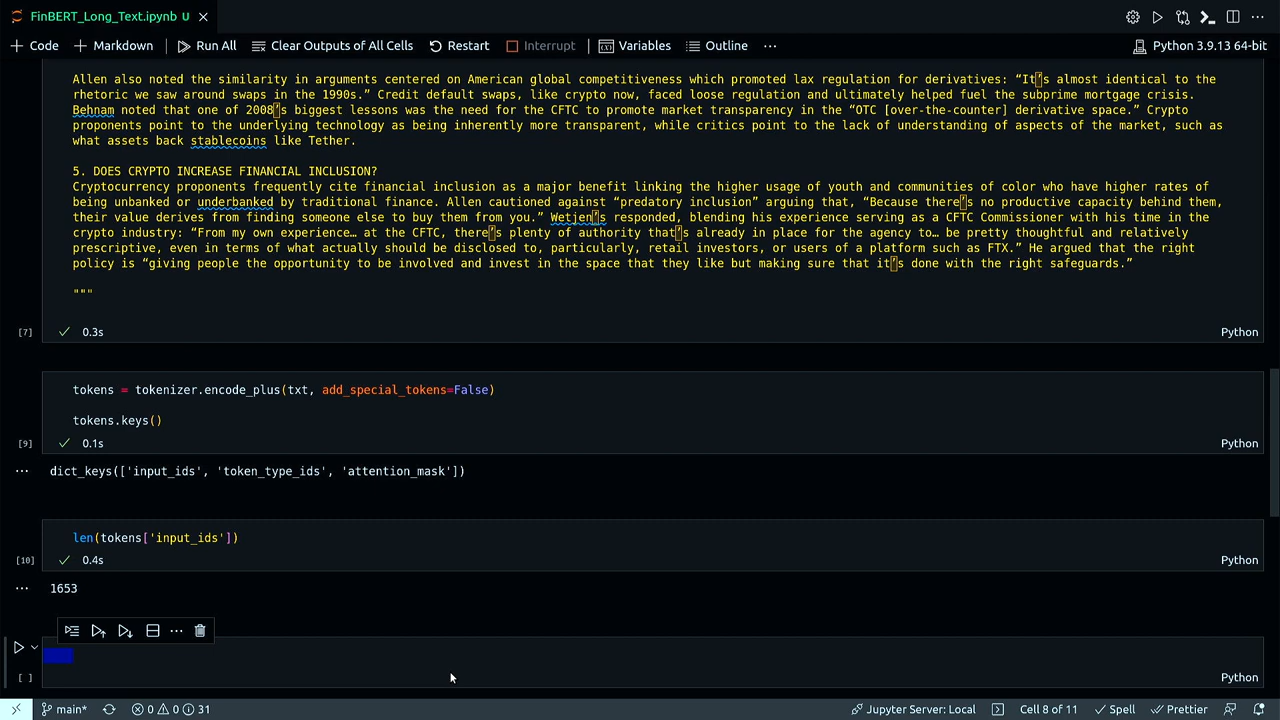 FinBERT_Long_Text.ipynb U
Code
Markdown
Run All
Clear Outputs of All Cells
Restart
Interrupt
Variables
Outline
Python 3.9.13 64-bit
Allen also noted the similarity in arguments centered on American global competitiveness which promoted lax regulation for derivatives: “It’s almost identical to the
rhetoric we saw around swaps in the 1990s.” Credit default swaps, like crypto now, faced loose regulation and ultimately helped fuel the subprime mortgage crisis.
Behnam noted that one of 2008’s biggest lessons was the need for the CFTC to promote market transparency in the “OTC [over-the-counter] derivative space.” Crypto
proponents point to the underlying technology as being inherently more transparent, while critics point to the lack of understanding of aspects of the market, such as
what assets back stablecoins like Tether.
5. DOES CRYPTO INCREASE FINANCIAL INCLUSION?
Cryptocurrency proponents frequently cite financial inclusion as a major benefit linking the higher usage of youth and communities of color who have higher rates of
being unbanked or underbanked by traditional finance. Allen cautioned against “predatory inclusion” arguing that, “Because there’s no productive capacity behind them,
their value derives from finding someone else to buy them from you.” Wetjen’s responded, blending his experience serving as a CFTC Commissioner with his time in the
crypto industry: “From my own experience… at the CFTC, there’s plenty of authority that’s already in place for the agency to… be pretty thoughtful and relatively
prescriptive, even in terms of what actually should be disclosed to, particularly, retail investors, or users of a platform such as FTX.” He argued that the right
policy is “giving people the opportunity to be involved and invest in the space that they like but making sure that it’s done with the right safeguards.”
"""
[7] 0.3s Python
tokens = tokenizer.encode_plus(txt, add_special_tokens=False)
tokens.keys()
[9] 0.1s Python
dict_keys(['input_ids', 'token_type_ids', 'attention_mask'])
len(tokens['input_ids'])
[10] 0.4s Python
1653
[ ] Python
main* 0 0 31 Jupyter Server: Local Cell 8 of 11 Spell Prettier